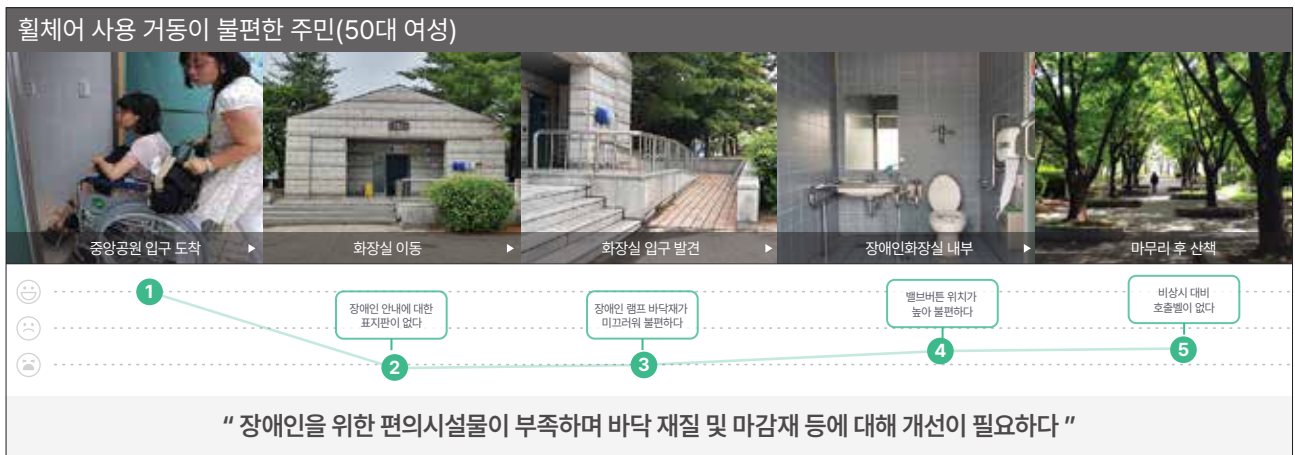 휠체어 사용 거동이 불편한 주민(50대 여성)
중앙공원 입구 도착
화장실 이동
화장실 입구 발견
장애인화장실 내부
마무리 후 산책
1
장애인 안내에 대한
표지판이 없다
2
장애인 램프 바닥재가
미끄러워 불편하다
3
밸브버튼 위치가
높아 불편하다
4
비상시 대비
호출벨이 없다
5
“ 장애인을 위한 편의시설물이 부족하며 바닥 재질 및 마감재 등에 대해 개선이 필요하다 ”